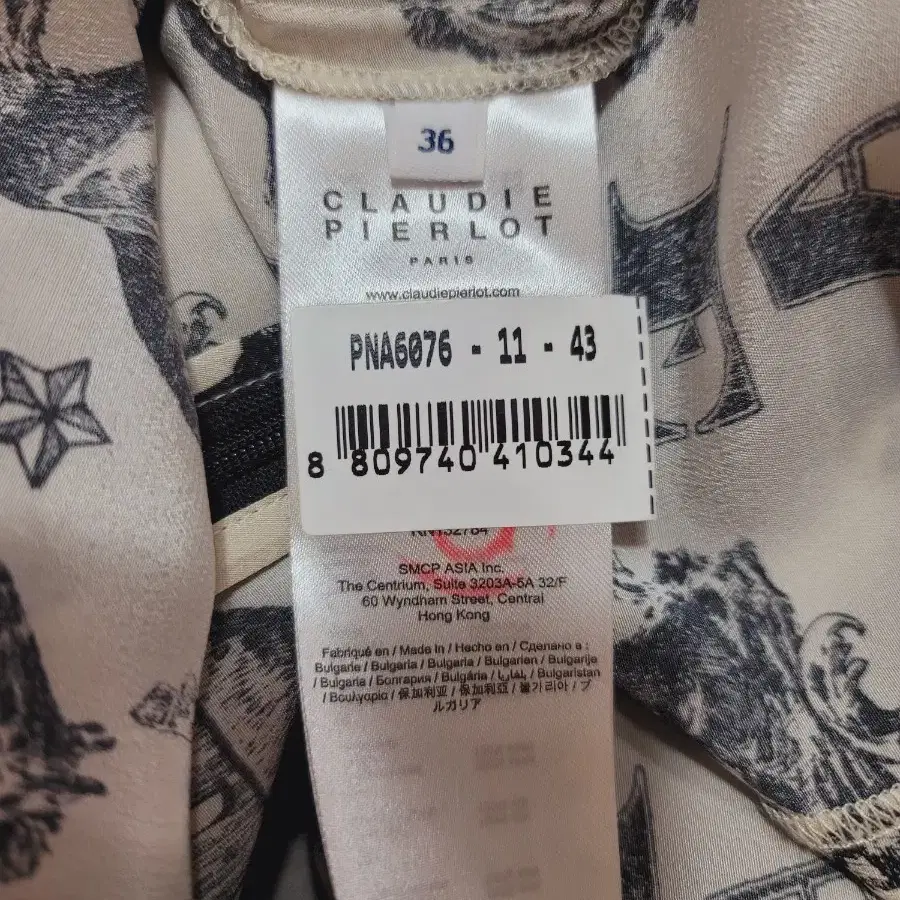 36
CLAUDIE
PIERLOT
PARIS
www.claudiepierlot.com
PNA6076 - 11 - 43
8 809740 410344
RN132784
SMCP ASIA Inc.
The Centrium, Suite 3203A-5A 32/F
60 Wyndham Street, Central
Hong Kong
Fabriqué en / Made In / Hecho en / Сделано в :
Bulgarie / Bulgaria / Bulgaria / Bulgarien / Bulgarije
/ Bulgaria / Болгария / Bulgária / بلغاريا / Bulgaristan
/ Βουλγαρία / 保加利亚 / 保加利亞 / 불가리아 / ブ
ルガリア